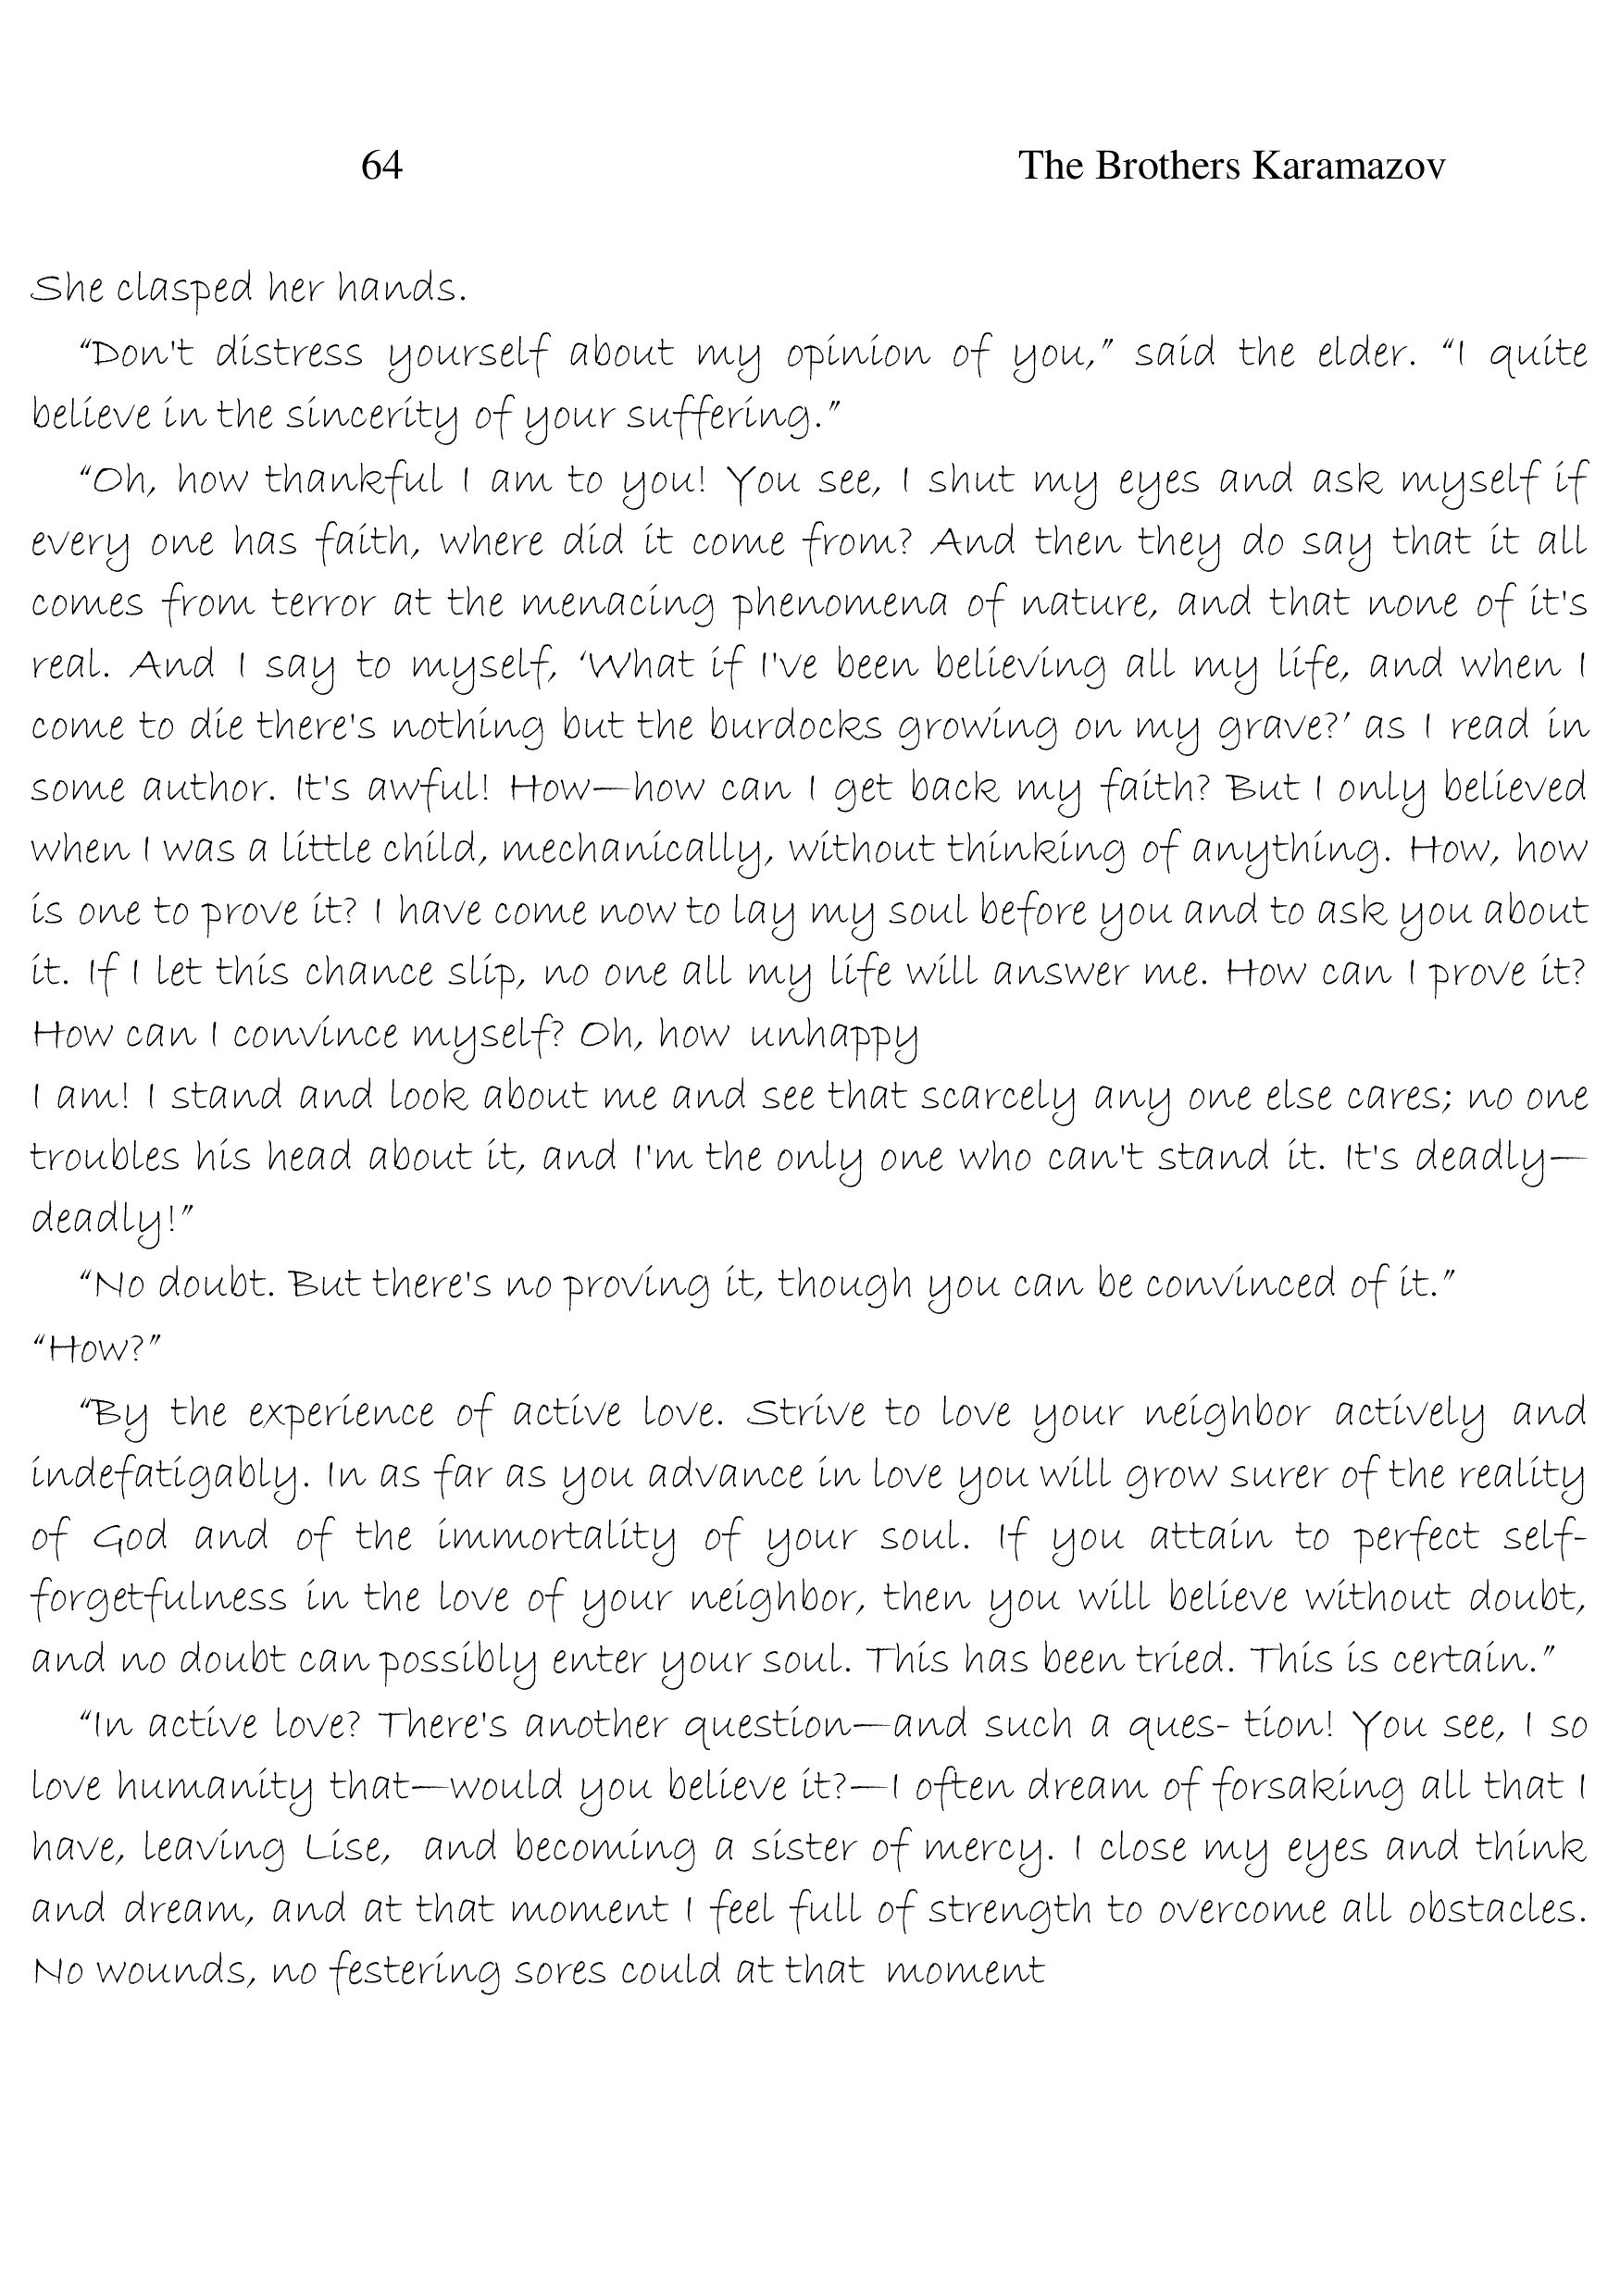 64 The Brothers Karamazov
She clasped her hands.
“Don't distress yourself about my opinion of you,” said the elder. “I quite
believe in the sincerity of your suffering.”
“Oh, how thankful I am to you! You see, I shut my eyes and ask myself if
every one has faith, where did it come from? And then they do say that it all
comes from terror at the menacing phenomena of nature, and that none of it's
real. And I say to myself, ‘What if I've been believing all my life, and when I
come to die there's nothing but the burdocks growing on my grave?’ as I read in
some author. It's awful! How—how can I get back my faith? But I only believed
when I was a little child, mechanically, without thinking of anything. How, how
is one to prove it? I have come now to lay my soul before you and to ask you about
it. If I let this chance slip, no one all my life will answer me. How can I prove it?
How can I convince myself? Oh, how unhappy
I am! I stand and look about me and see that scarcely any one else cares; no one
troubles his head about it, and I'm the only one who can't stand it. It's deadly—
deadly!”
“No doubt. But there's no proving it, though you can be convinced of it.”
“How?”
“By the experience of active love. Strive to love your neighbor actively and
indefatigably. In as far as you advance in love you will grow surer of the reality
of God and of the immortality of your soul. If you attain to perfect self-
forgetfulness in the love of your neighbor, then you will believe without doubt,
and no doubt can possibly enter your soul. This has been tried. This is certain.”
“In active love? There's another question—and such a ques- tion! You see, I so
love humanity that—would you believe it?—I often dream of forsaking all that I
have, leaving Lise, and becoming a sister of mercy. I close my eyes and think
and dream, and at that moment I feel full of strength to overcome all obstacles.
No wounds, no festering sores could at that moment